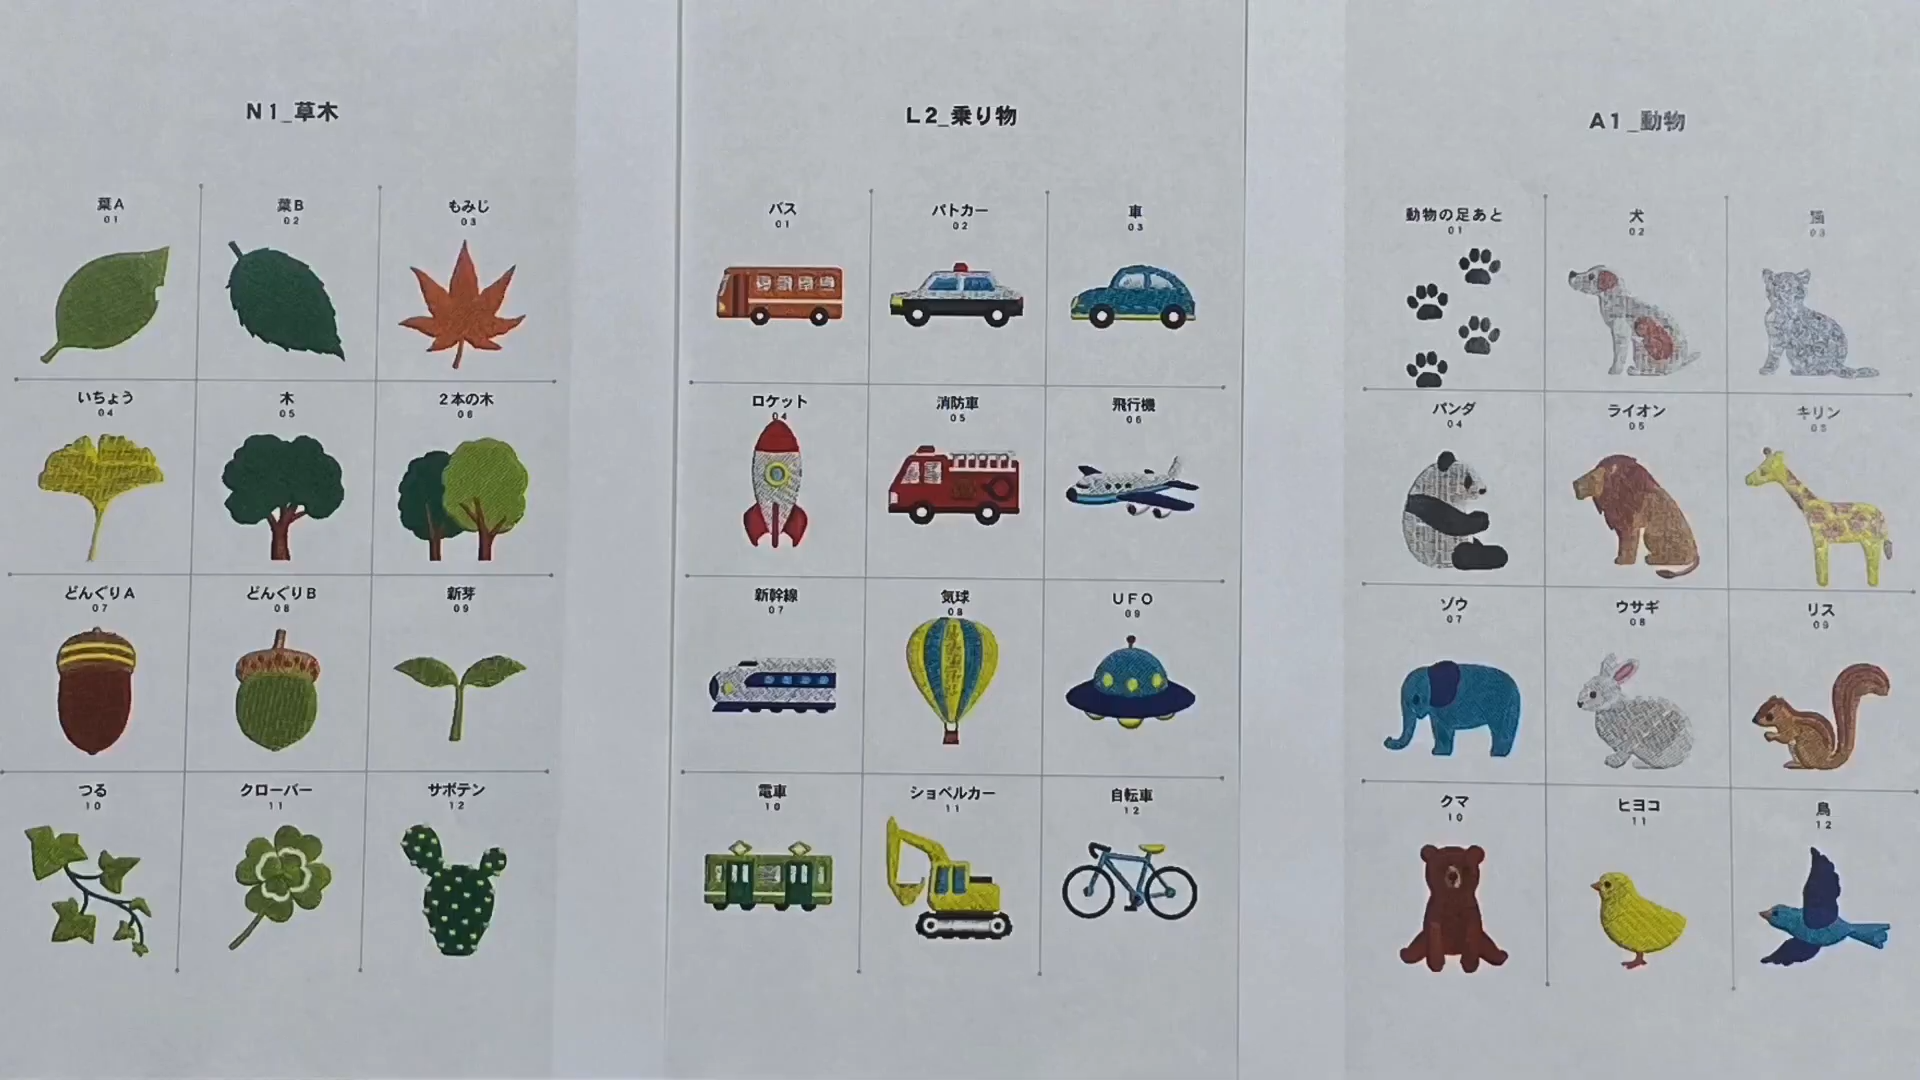 N1_草木
葉A
01
葉B
02
もみじ
03
いちょう
04
木
05
2本の木
06
どんぐりA
07
どんぐりB
08
新芽
09
つる
10
クローバー
11
サボテン
12
L2_乗り物
バス
01
パトカー
02
車
03
ロケット
04
消防車
05
飛行機
06
新幹線
07
気球
08
UFO
09
電車
10
ショベルカー
11
自転車
12
A1_動物
動物の足あと
01
犬
02
猫
03
パンダ
04
ライオン
05
キリン
ゾウ
07
ウサギ
08
リス
09
クマ
10
ヒヨコ
11
鳥
12